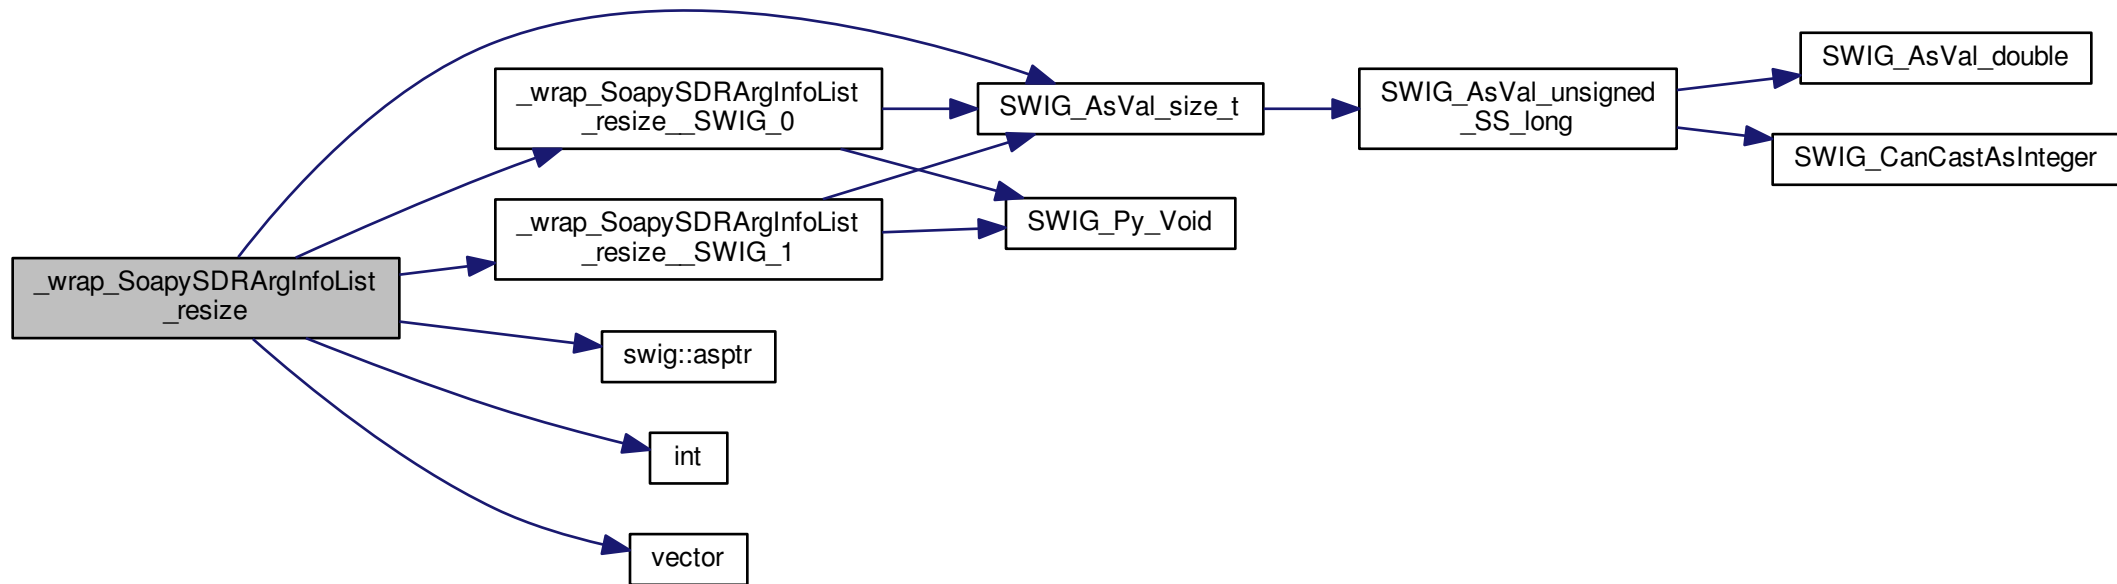 _wrap_SoapySDRArgInfoList
_resize
_wrap_SoapySDRArgInfoList
_resize__SWIG_0
_wrap_SoapySDRArgInfoList
_resize__SWIG_1
swig::asptr
int
vector
SWIG_AsVal_size_t
SWIG_Py_Void
SWIG_AsVal_unsigned
_SS_long
SWIG_AsVal_double
SWIG_CanCastAsInteger